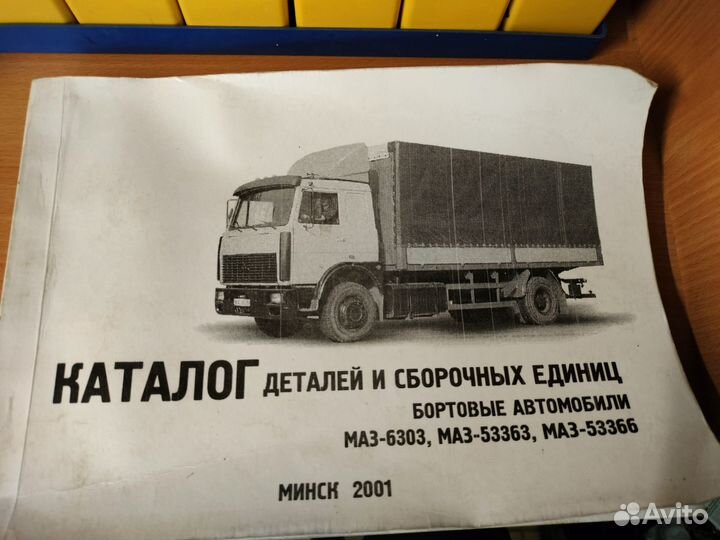 КАТАЛОГ ДЕТАЛЕЙ И СБОРОЧНЫХ ЕДИНИЦ
БОРТОВЫЕ АВТОМОБИЛИ
МАЗ-6303, МАЗ-53363, МАЗ-53366
МИНСК 2001
Avito